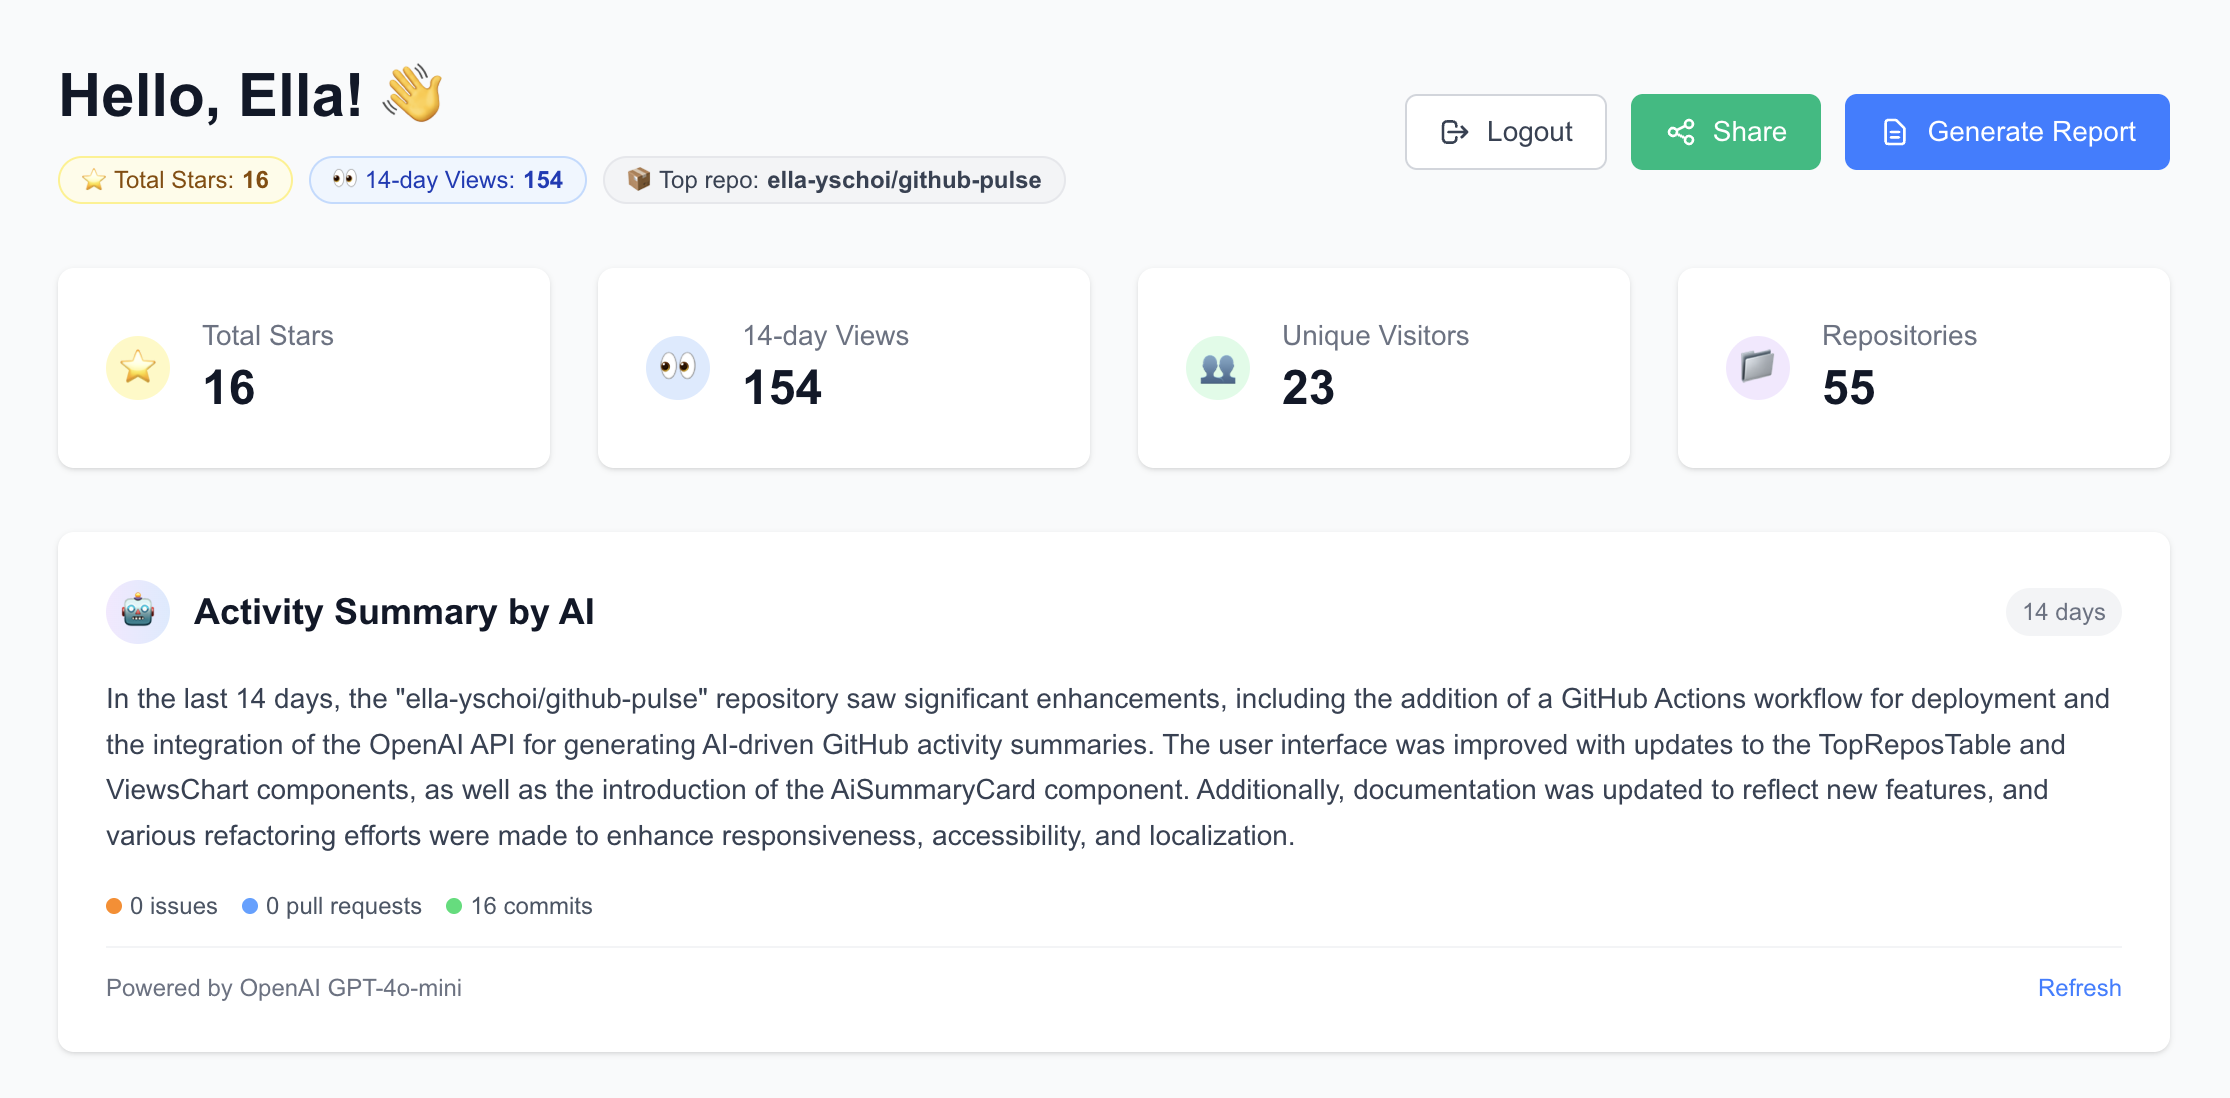 Hello, Ella! 👋
Logout
Share
Generate Report
⭐ Total Stars: 16
👀 14-day Views: 154
📦 Top repo: ella-yschoi/github-pulse
Total Stars
16
14-day Views
154
Unique Visitors
23
Repositories
55
Activity Summary by AI
14 days
In the last 14 days, the "ella-yschoi/github-pulse" repository saw significant enhancements, including the addition of a GitHub Actions workflow for deployment and
the integration of the OpenAI API for generating AI-driven GitHub activity summaries. The user interface was improved with updates to the TopReposTable and
ViewsChart components, as well as the introduction of the AiSummaryCard component. Additionally, documentation was updated to reflect new features, and
various refactoring efforts were made to enhance responsiveness, accessibility, and localization.
0 issues
0 pull requests
16 commits
Powered by OpenAI GPT-4o-mini
Refresh